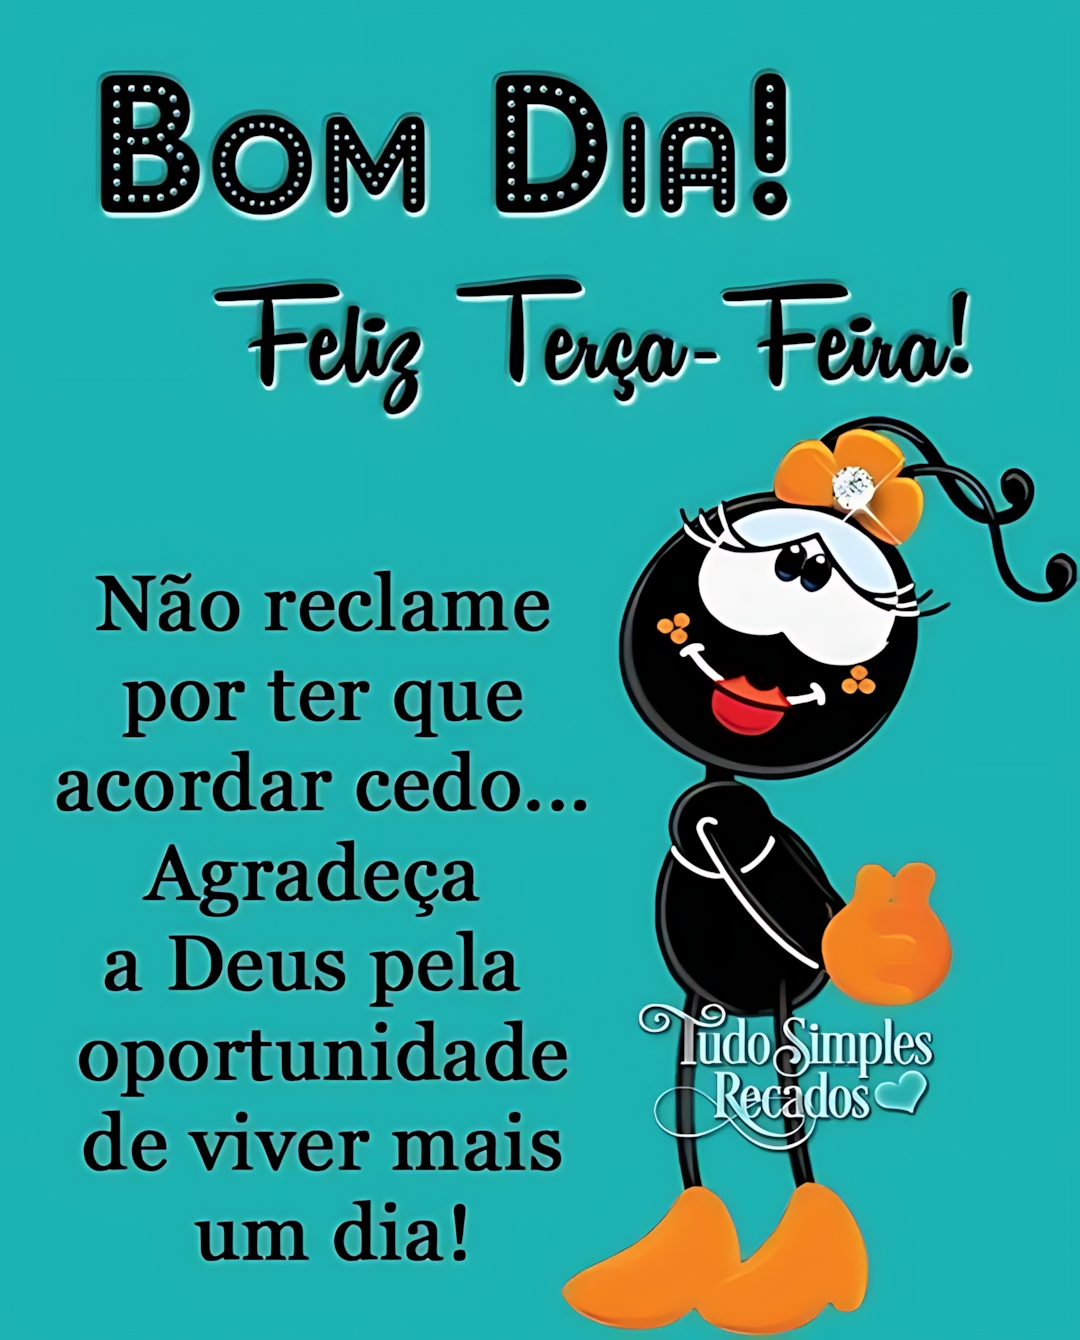 Bom Dia!
Feliz Terça-Feira!
Não reclame
por ter que
acordar cedo...
Agradeça
a Deus pela
oportunidade
de viver mais
um dia!
Tudo Simples
Recados